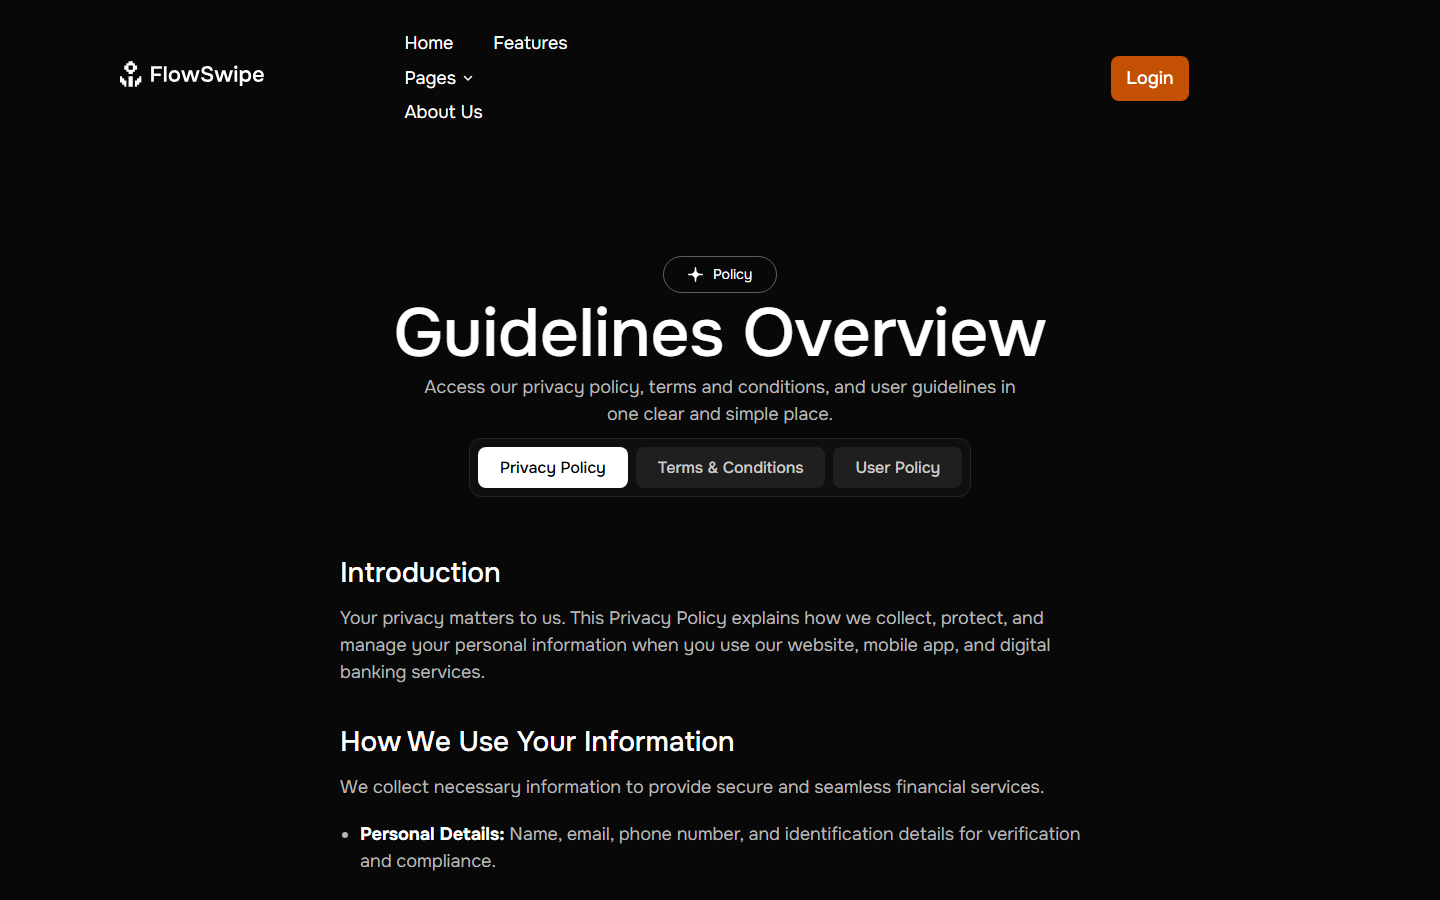 FlowSwipe
Home Features
Pages
About Us
Login
Policy
Guidelines Overview
Access our privacy policy, terms and conditions, and user guidelines in
one clear and simple place.
Privacy Policy Terms & Conditions User Policy
Introduction
Your privacy matters to us. This Privacy Policy explains how we collect, protect, and
manage your personal information when you use our website, mobile app, and digital
banking services.
How We Use Your Information
We collect necessary information to provide secure and seamless financial services.
Personal Details: Name, email, phone number, and identification details for verification
and compliance.